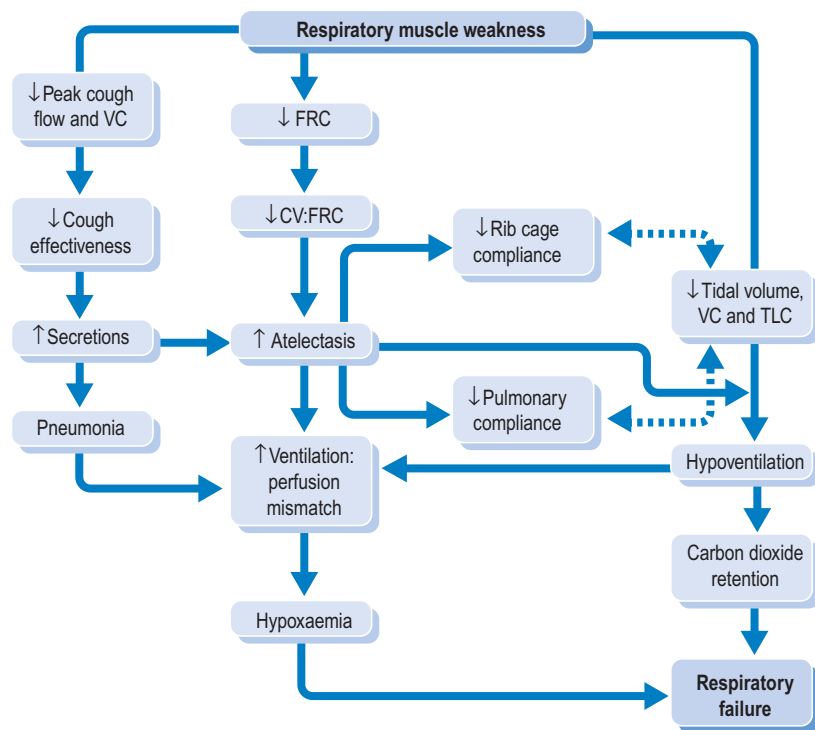 Respiratory muscle weakness
↓Peak cough
flow and VC
↓ FRC
↓CV:FRC
↓Cough
effectiveness
↓Rib cage
compliance
↓Tidal volume,
VC and TLC
↑Secretions
↑ Atelectasis
↓Pulmonary
compliance
Pneumonia
↑Ventilation:
perfusion
mismatch
Hypoventilation
Carbon dioxide
retention
Hypoxaemia
Respiratory
failure